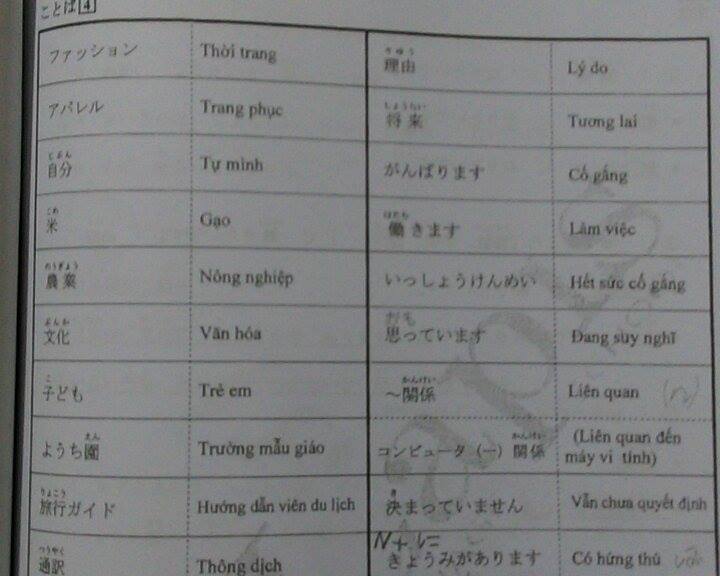 ことば4
ファッション Thời trang
りゆう
理由 Lý do
アパレル Trang phục
しょうらい
将来 Tương lai
じぶん
自分 Tự mình
がんばります Cố gắng
こめ
米 Gạo
はたら
働きます Làm việc
のうぎょう
農業 Nông nghiệp
いっしょうけんめい Hết sức cố gắng
ぶんか
文化 Văn hóa
おも
思っています Đang suy nghĩ
こ
子ども Trẻ em
かんけい
～関係 Liên quan
えん
ようち園 Trường mẫu giáo
かんけい
コンピュータ（ー）関係 (Liên quan đến
máy vi tính)
りょこう
旅行ガイド Hướng dẫn viên du lịch
き
決まっていません Vẫn chưa quyết định
つうやく
通訳 Thông dịch
N+に
きょうみがあります Có hứng thú